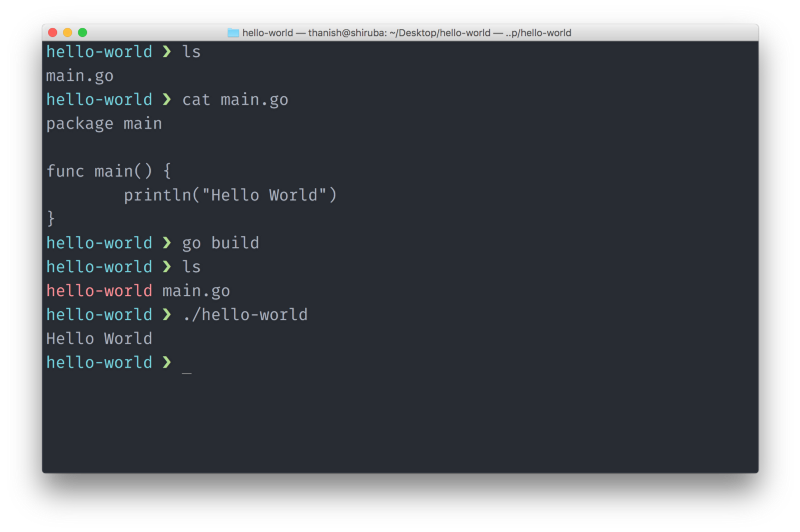 hello-world — thanish@shiruba: ~/Desktop/hello-world — ..p/hello-world
hello-world ❯ ls
main.go
hello-world ❯ cat main.go
package main
func main() {
        println("Hello World")
}
hello-world ❯ go build
hello-world ❯ ls
hello-world main.go
hello-world ❯ ./hello-world
Hello World
hello-world ❯ _